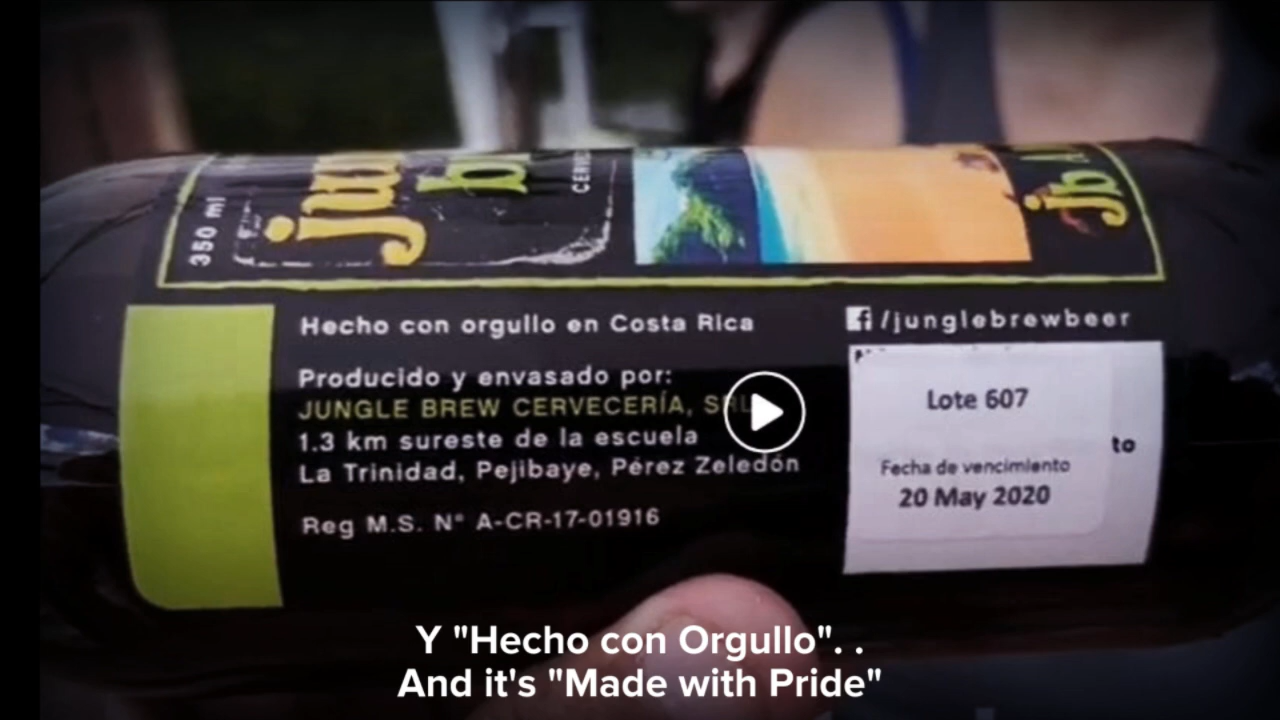 350 ml
jb
Hecho con orgullo en Costa Rica
/junglebrewbeer
Producido y envasado por:
JUNGLE BREW CERVECERÍA, SRL
1.3 km sureste de la escuela
La Trinidad, Pejibaye, Pérez Zeledón
Reg M.S. N° A-CR-17-01916
Lote 607
to
Fecha de vencimiento
20 May 2020
Y "Hecho con Orgullo". .
And it's "Made with Pride"